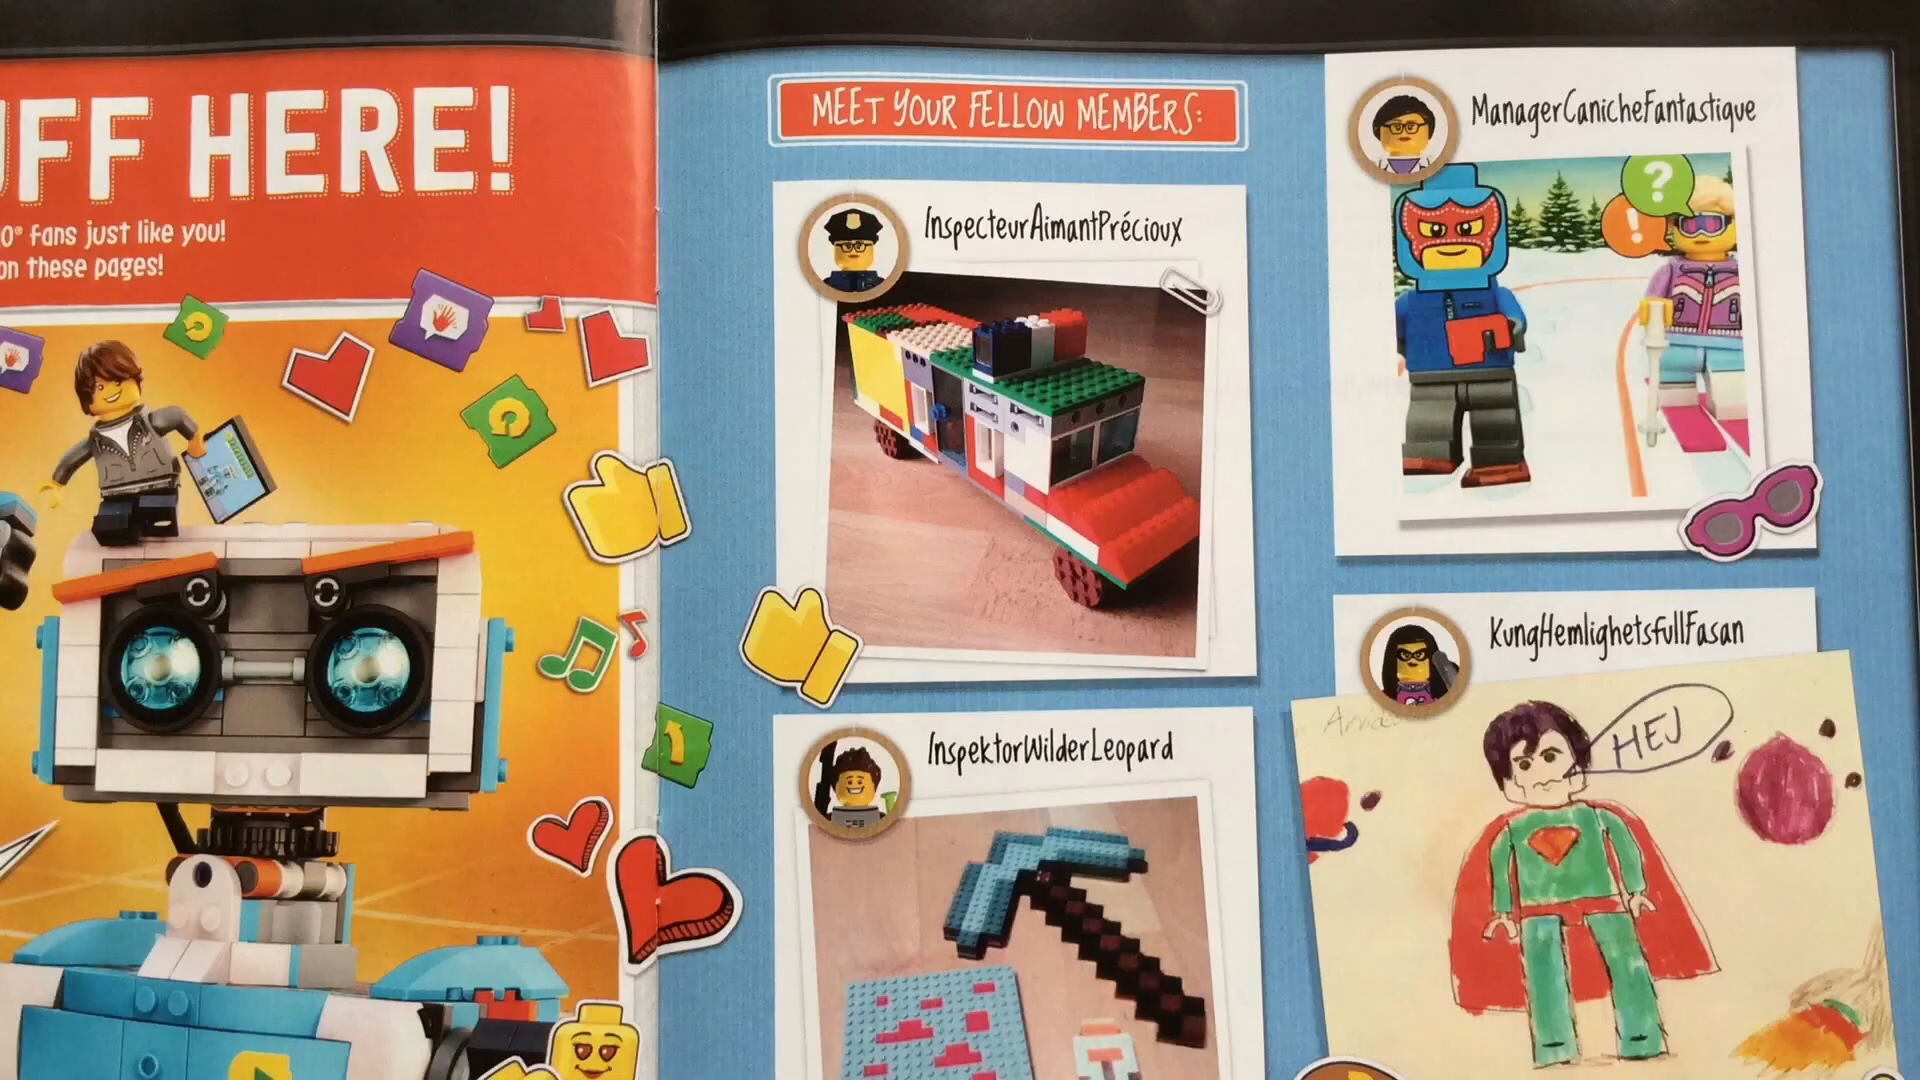 UFF HERE!
O® fans just like you!
on these pages!
MEET YOUR FELLOW MEMBERS:
InspecteurAimantPrécioux
ManagerCanicheFantastique
?
!
InspektorWilderLeopard
KungHemlighetsfullFasan
HEJ